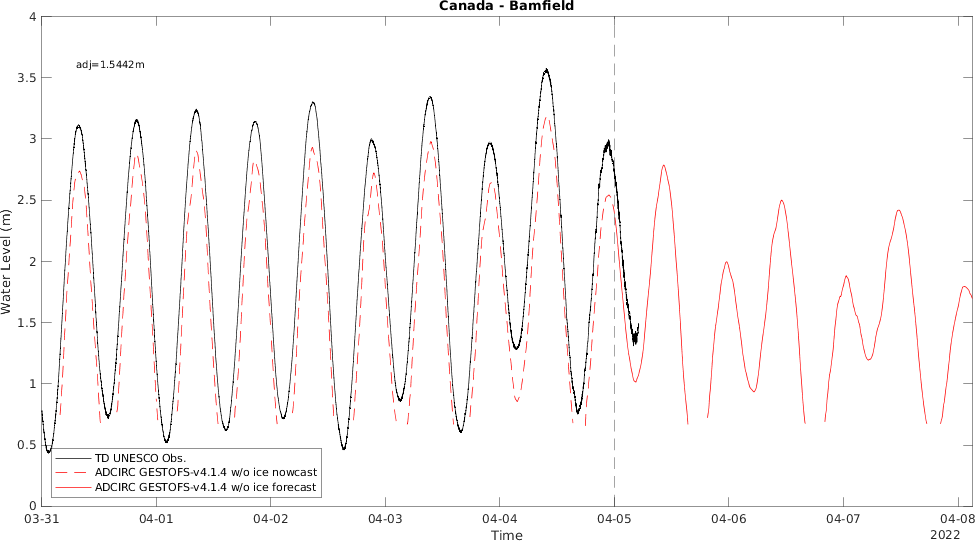 Canada - Bamfield
adj=1.5442m
4
3.5
3
2.5
2
1.5
1
0.5
0
Water Level (m)
TD UNESCO Obs.
ADCIRC GESTOFS-v4.1.4 w/o ice nowcast
ADCIRC GESTOFS-v4.1.4 w/o ice forecast
03-31 04-01 04-02 04-03 04-04 04-05 04-06 04-07 04-08
Time
2022